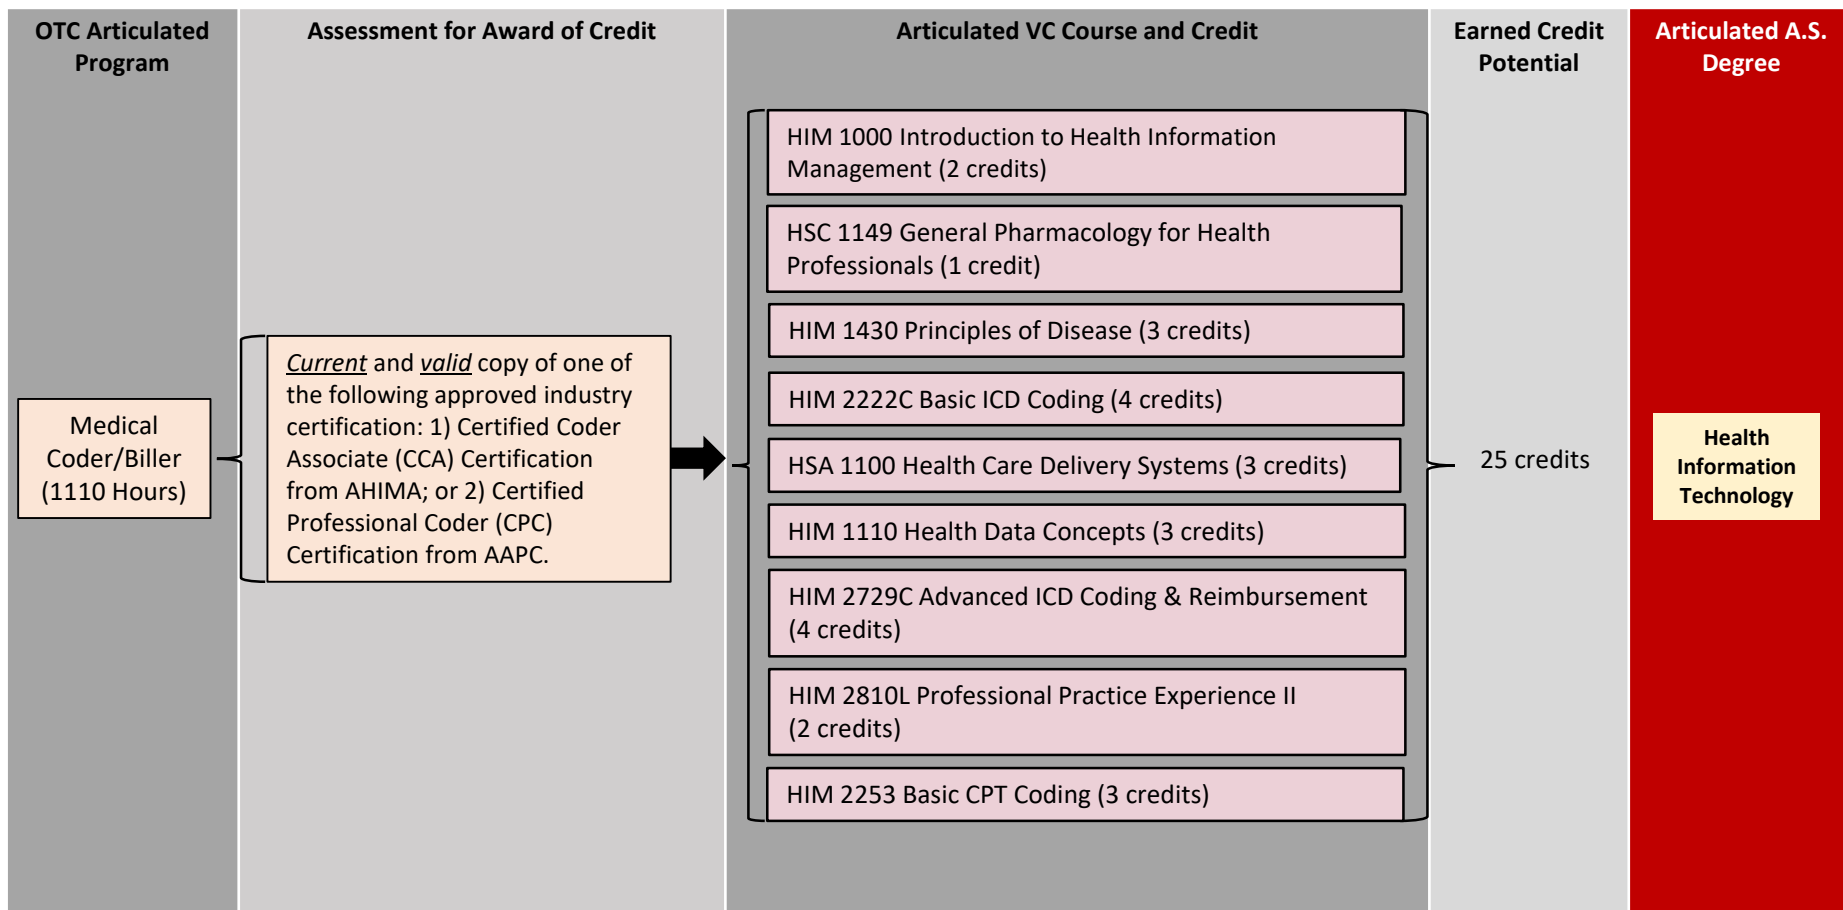 OTC Articulated
Program
Assessment for Award of Credit
Articulated VC Course and Credit
Earned Credit
Potential
Articulated A.S.
Degree
Medical
Coder/Biller
(1110 Hours)
Current and valid copy of one of
the following approved industry
certification: 1) Certified Coder
Associate (CCA) Certification
from AHIMA; or 2) Certified
Professional Coder (CPC)
Certification from AAPC.
HIM 1000 Introduction to Health Information
Management (2 credits)
HSC 1149 General Pharmacology for Health
Professionals (1 credit)
HIM 1430 Principles of Disease (3 credits)
HIM 2222C Basic ICD Coding (4 credits)
HSA 1100 Health Care Delivery Systems (3 credits)
HIM 1110 Health Data Concepts (3 credits)
HIM 2729C Advanced ICD Coding & Reimbursement
(4 credits)
HIM 2810L Professional Practice Experience II
(2 credits)
HIM 2253 Basic CPT Coding (3 credits)
25 credits
Health
Information
Technology